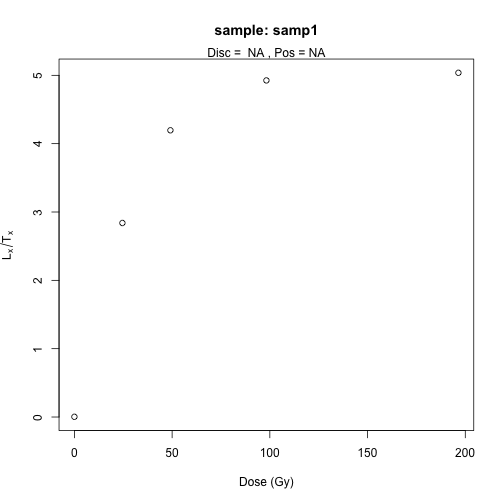 sample: samp1
Disc =  NA , Pos = NA
5
4
3
2
1
0
Lx/Tx
0 50 100 150 200
Dose (Gy)